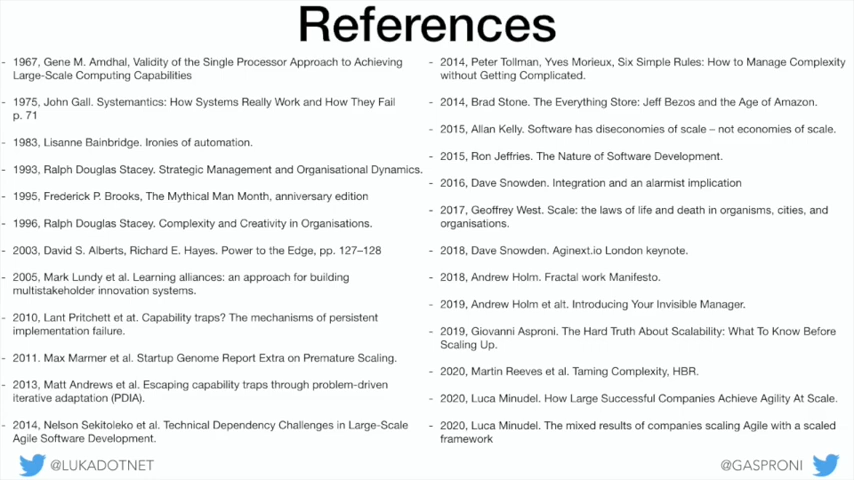 References
- 1967, Gene M. Amdhal, Validity of the Single Processor Approach to Achieving
Large-Scale Computing Capabilities
- 1975, John Gall. Systemantics: How Systems Really Work and How They Fail
p. 71
- 1983, Lisanne Bainbridge. Ironies of automation.
- 1993, Ralph Douglas Stacey. Strategic Management and Organisational Dynamics.
- 1995, Frederick P. Brooks, The Mythical Man Month, anniversary edition
- 1996, Ralph Douglas Stacey. Complexity and Creativity in Organisations.
- 2003, David S. Alberts, Richard E. Hayes. Power to the Edge, pp. 127–128
- 2005, Mark Lundy et al. Learning alliances: an approach for building
multistakeholder innovation systems.
- 2010, Lant Pritchett et at. Capability traps? The mechanisms of persistent
implementation failure.
- 2011. Max Marmer et al. Startup Genome Report Extra on Premature Scaling.
- 2013, Matt Andrews et al. Escaping capability traps through problem-driven
iterative adaptation (PDIA).
- 2014, Nelson Sekitoleko et al. Technical Dependency Challenges in Large-Scale
Agile Software Development.
- 2014, Peter Tollman, Yves Morieux, Six Simple Rules: How to Manage Complexity
without Getting Complicated.
- 2014, Brad Stone. The Everything Store: Jeff Bezos and the Age of Amazon.
- 2015, Allan Kelly. Software has diseconomies of scale – not economies of scale.
- 2015, Ron Jeffries. The Nature of Software Development.
- 2016, Dave Snowden. Integration and an alarmist implication
- 2017, Geoffrey West. Scale: the laws of life and death in organisms, cities, and
organisations.
- 2018, Dave Snowden. Aginext.io London keynote.
- 2018, Andrew Holm. Fractal work Manifesto.
- 2019, Andrew Holm et alt. Introducing Your Invisible Manager.
- 2019, Giovanni Asproni. The Hard Truth About Scalability: What To Know Before
Scaling Up.
- 2020, Martin Reeves et al. Taming Complexity, HBR.
- 2020, Luca Minudel. How Large Successful Companies Achieve Agility At Scale.
- 2020, Luca Minudel. The mixed results of companies scaling Agile with a scaled
framework
@LUKADOTNET
@GASPRONI